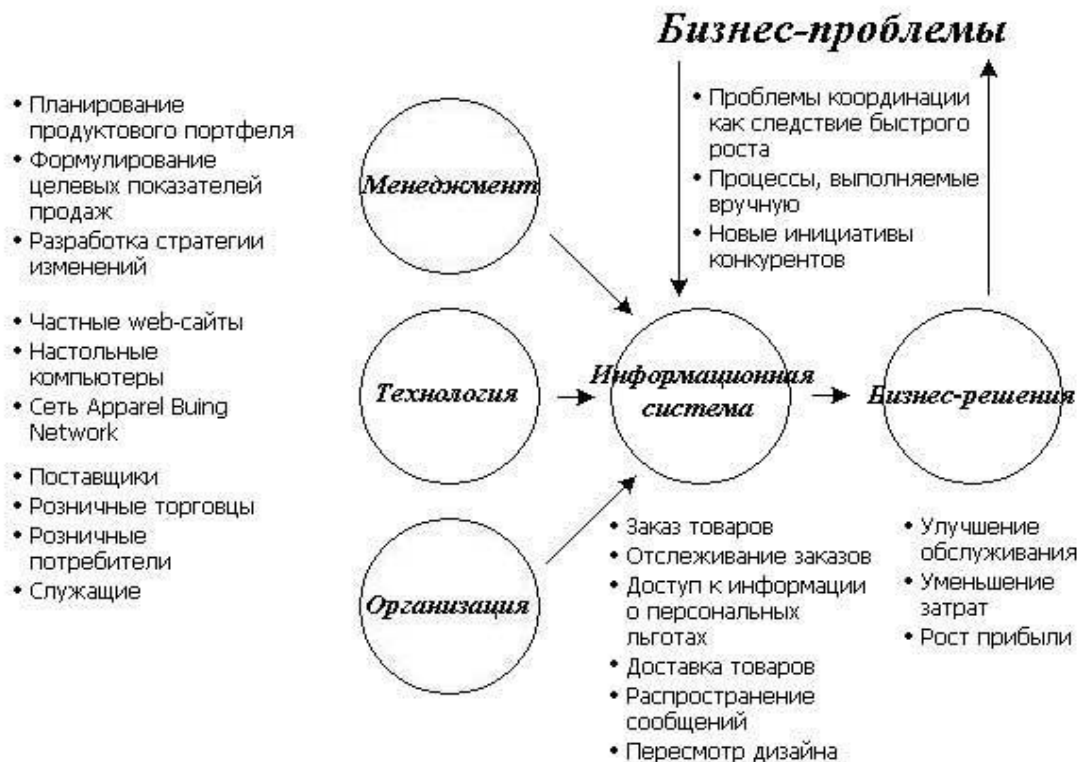 Бизнес-проблемы
• Планирование
продуктового портфеля
• Формулирование
целевых показателей
продаж
• Разработка стратегии
изменений
Менеджмент
• Проблемы координации
как следствие быстрого
роста
• Процессы, выполняемые
вручную
• Новые инициативы
конкурентов
• Частные web-сайты
• Настольные
компьютеры
• Сеть Apparel Buing
Network
Технология
Информационная
система
Бизнес-решения
• Поставщики
• Розничные торговцы
• Розничные
потребители
• Служащие
Организация
• Заказ товаров
• Отслеживание заказов
• Доступ к информации
о персональных
льготах
• Доставка товаров
• Распространение
сообщений
• Пересмотр дизайна
• Улучшение
обслуживания
• Уменьшение
затрат
• Рост прибыли